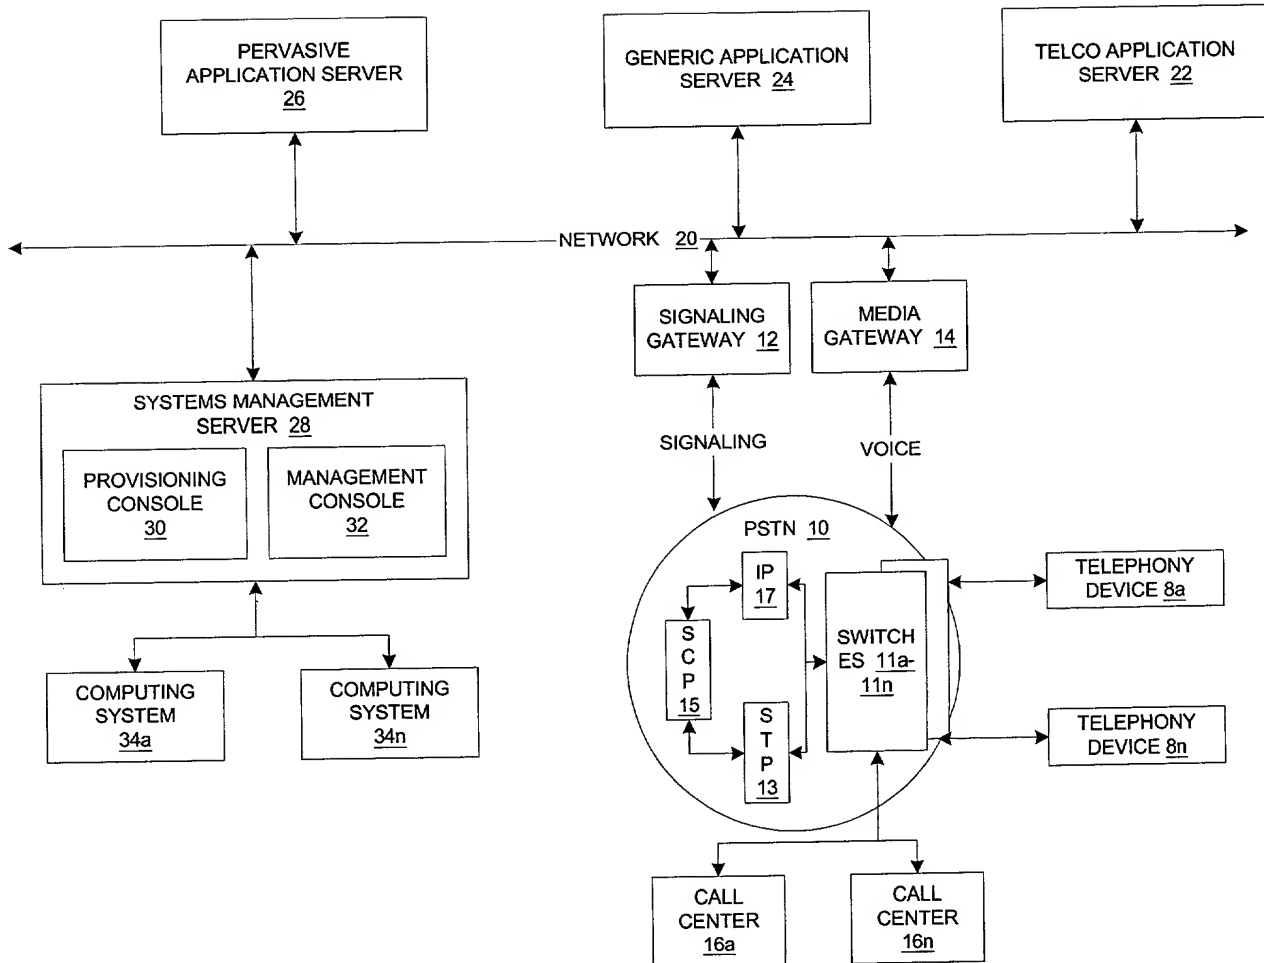 PERVASIVE
APPLICATION SERVER
26
GENERIC APPLICATION
SERVER 24
TELCO APPLICATION
SERVER 22
NETWORK 20
SIGNALING
GATEWAY 12
MEDIA
GATEWAY 14
SYSTEMS MANAGEMENT
SERVER 28
PROVISIONING
CONSOLE
30
MANAGEMENT
CONSOLE
32
SIGNALING
VOICE
PSTN 10
IP
17
S
C
P
15
S
T
P
13
SWITCH
ES 11a-
11n
TELEPHONY
DEVICE 8a
TELEPHONY
DEVICE 8n
COMPUTING
SYSTEM
34a
COMPUTING
SYSTEM
34n
CALL
CENTER
16a
CALL
CENTER
16n